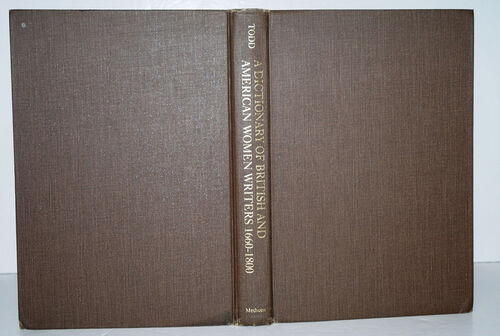 TODD
A DICTIONARY OF BRITISH AND
AMERICAN WOMEN WRITERS 1660-1800
Methuen